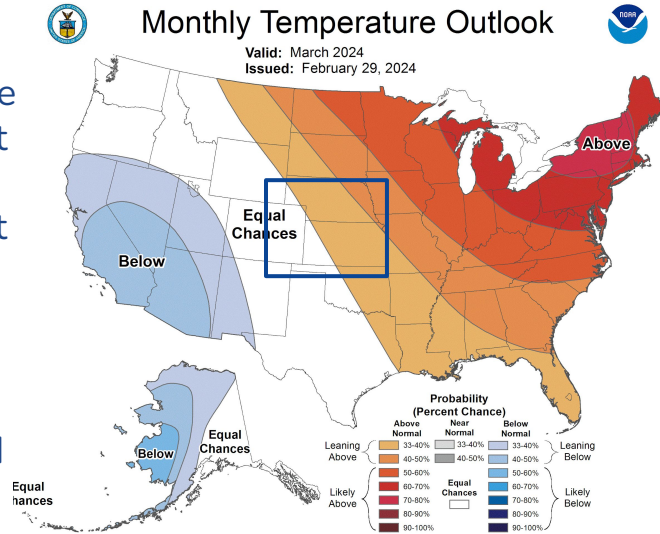 Monthly Temperature Outlook
NOAA
Valid: March 2024
Issued: February 29, 2024
e
t
t
Above
Equal
Chances
Below
Equal
Chances
Below
l
Equal
hances
Probability
(Percent Chance)
Above
Normal
Near
Normal
Below
Normal
Leaning
Above
33-40%
33-40%
33-40%
Leaning
Below
40-50%
40-50%
40-50%
Likely
Above
50-60%
50-60%
Likely
Below
60-70%
60-70%
70-80%
Equal
Chances
70-80%
80-90%
80-90%
90-100%
90-100%